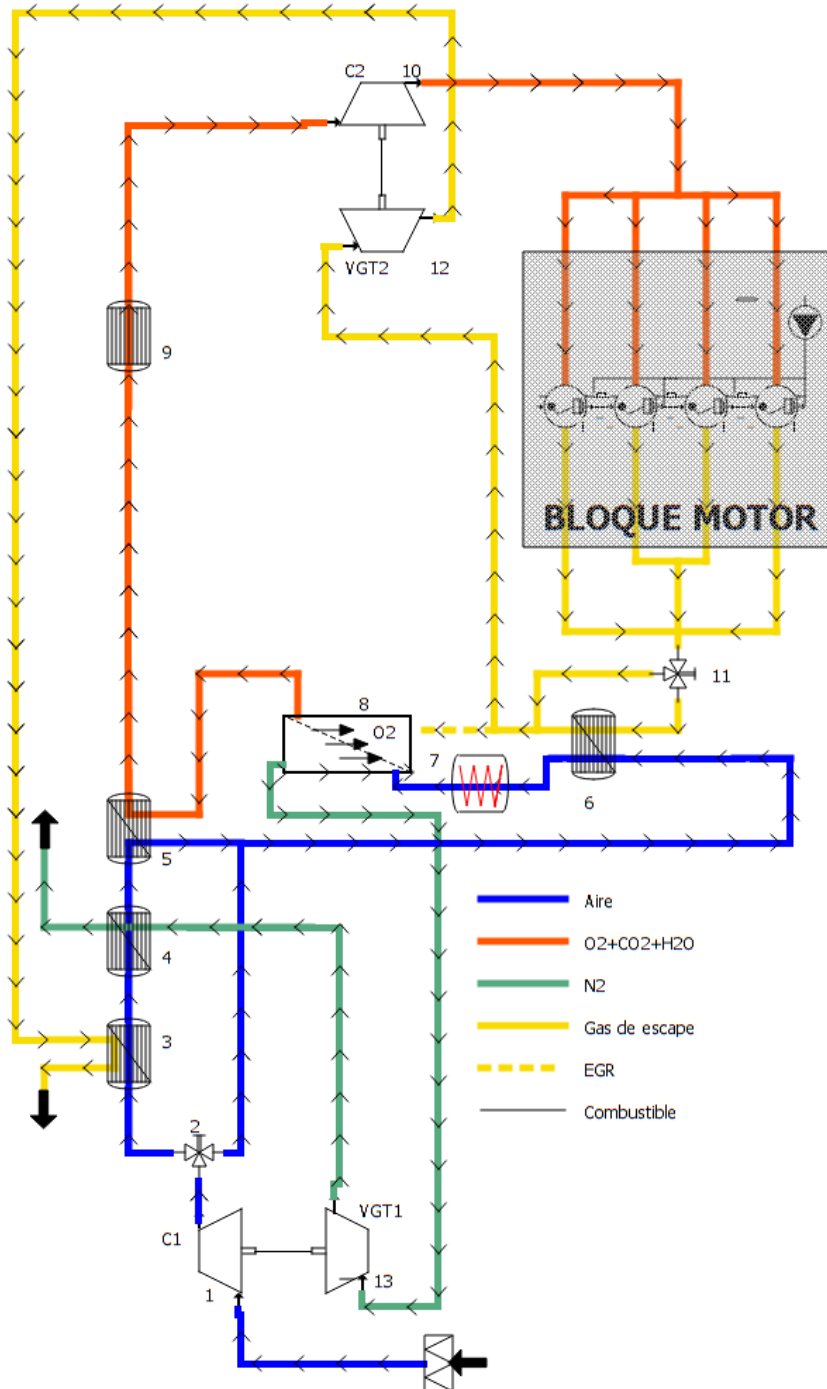 C2
10
VGT2
12
9
BLOQUE MOTOR
11
8
O2
7
6
5
4
3
2
Aire
O2+CO2+H2O
N2
Gas de escape
EGR
Combustible
VGT1
C1
13
1